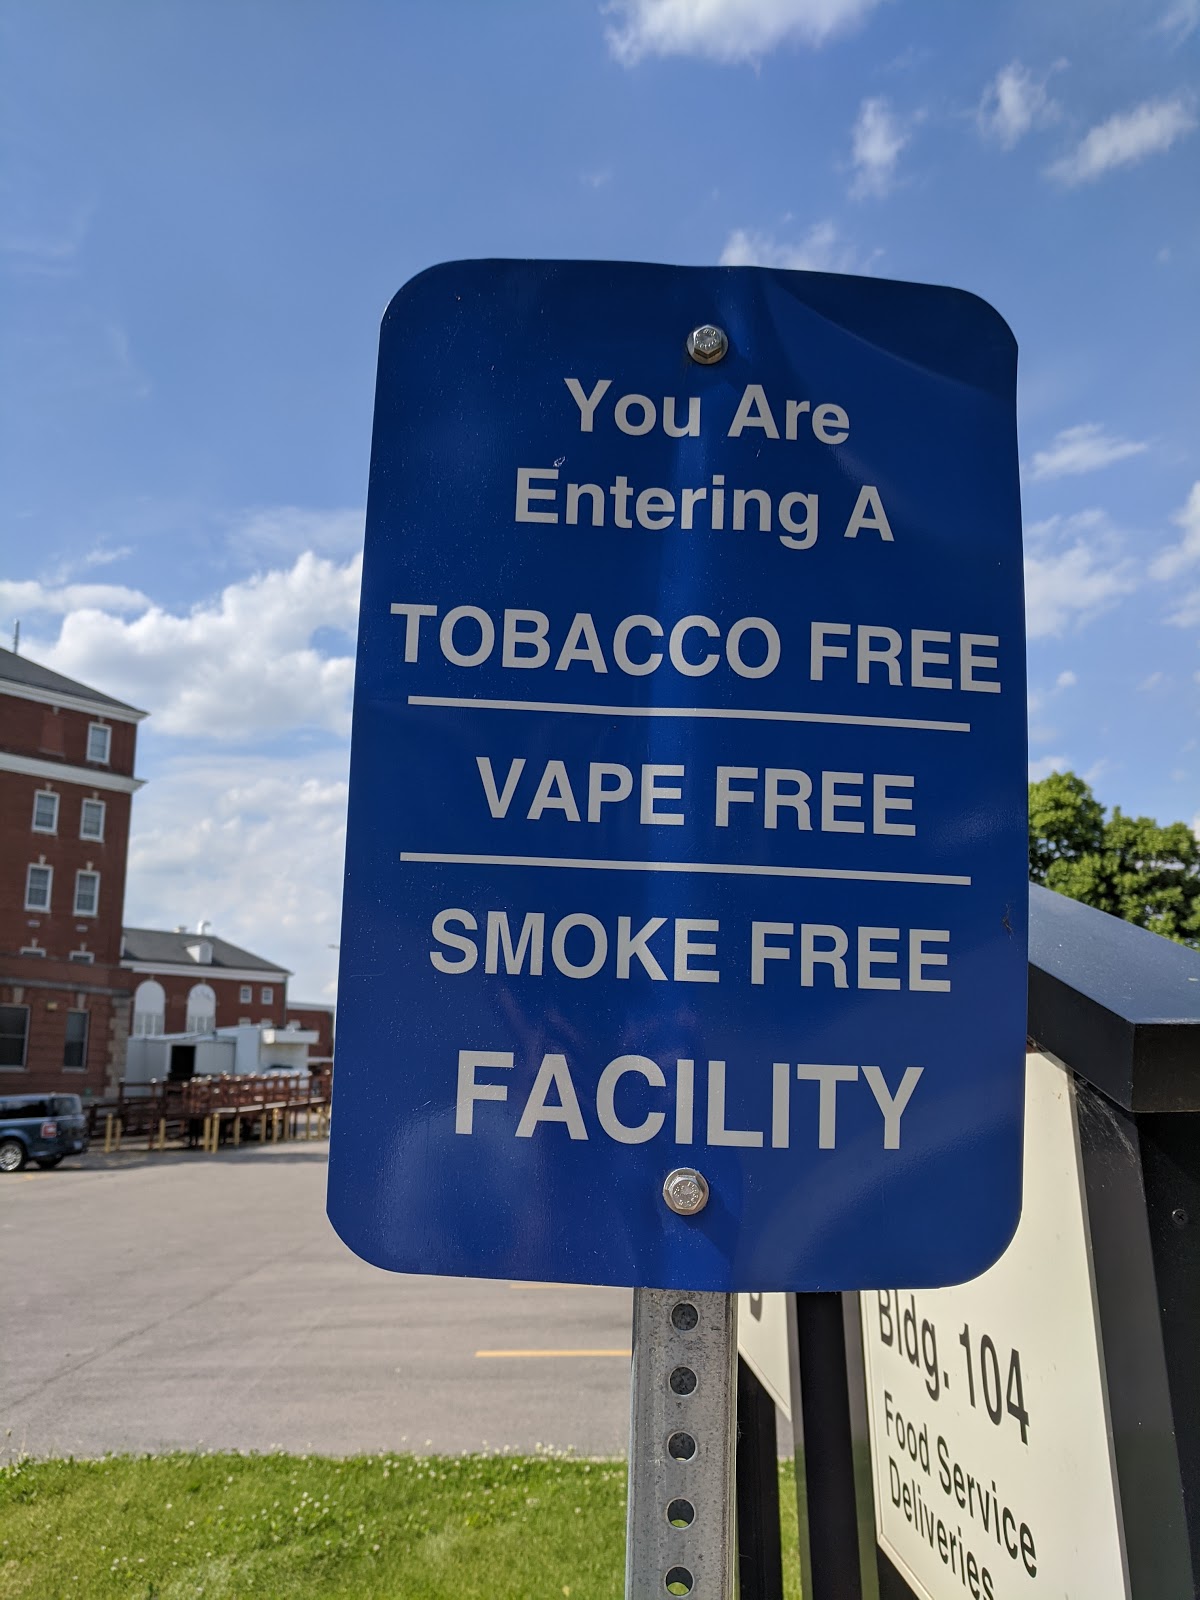 You Are
Entering A
TOBACCO FREE
VAPE FREE
SMOKE FREE
FACILITY
Bldg. 104
Food Service
Deliveries